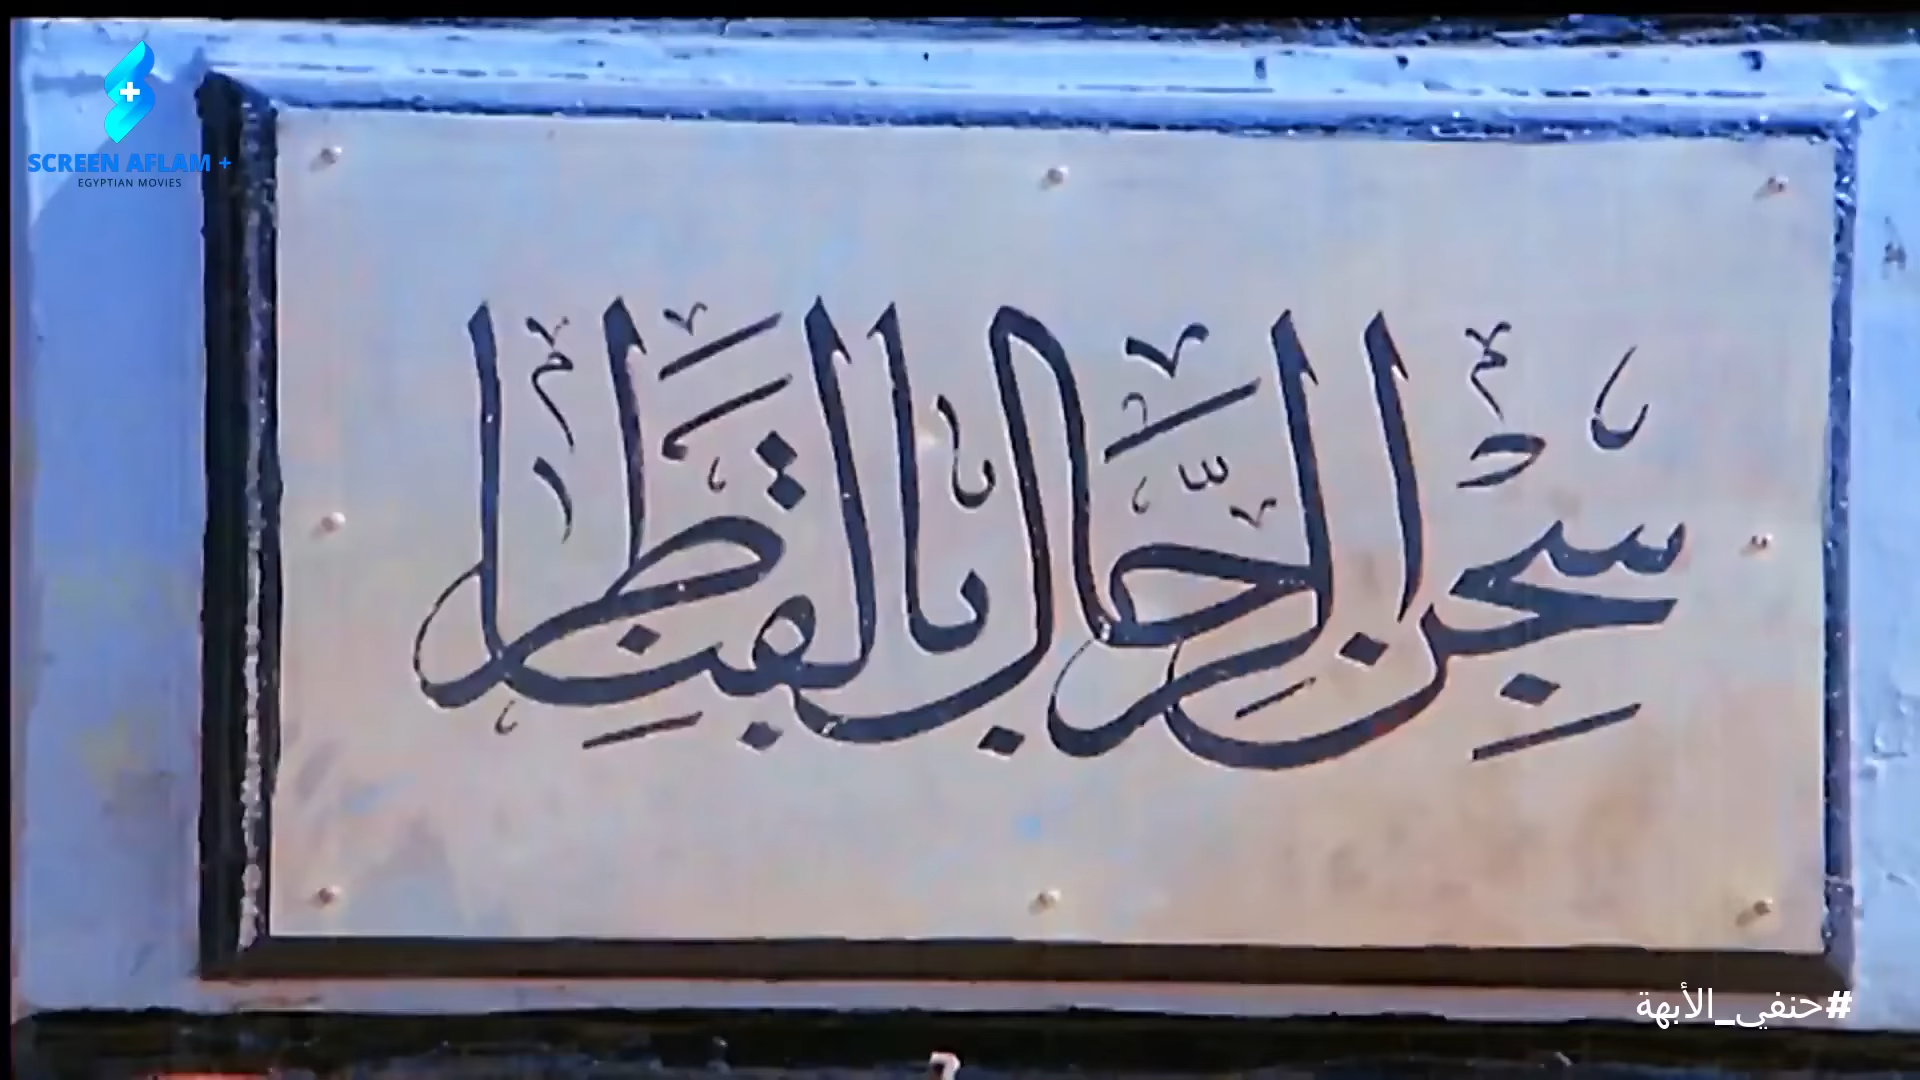 SCREEN AFLAM +
EGYPTIAN MOVIES
سجن الرجال بالقناطر
#حنفي_الأبهة